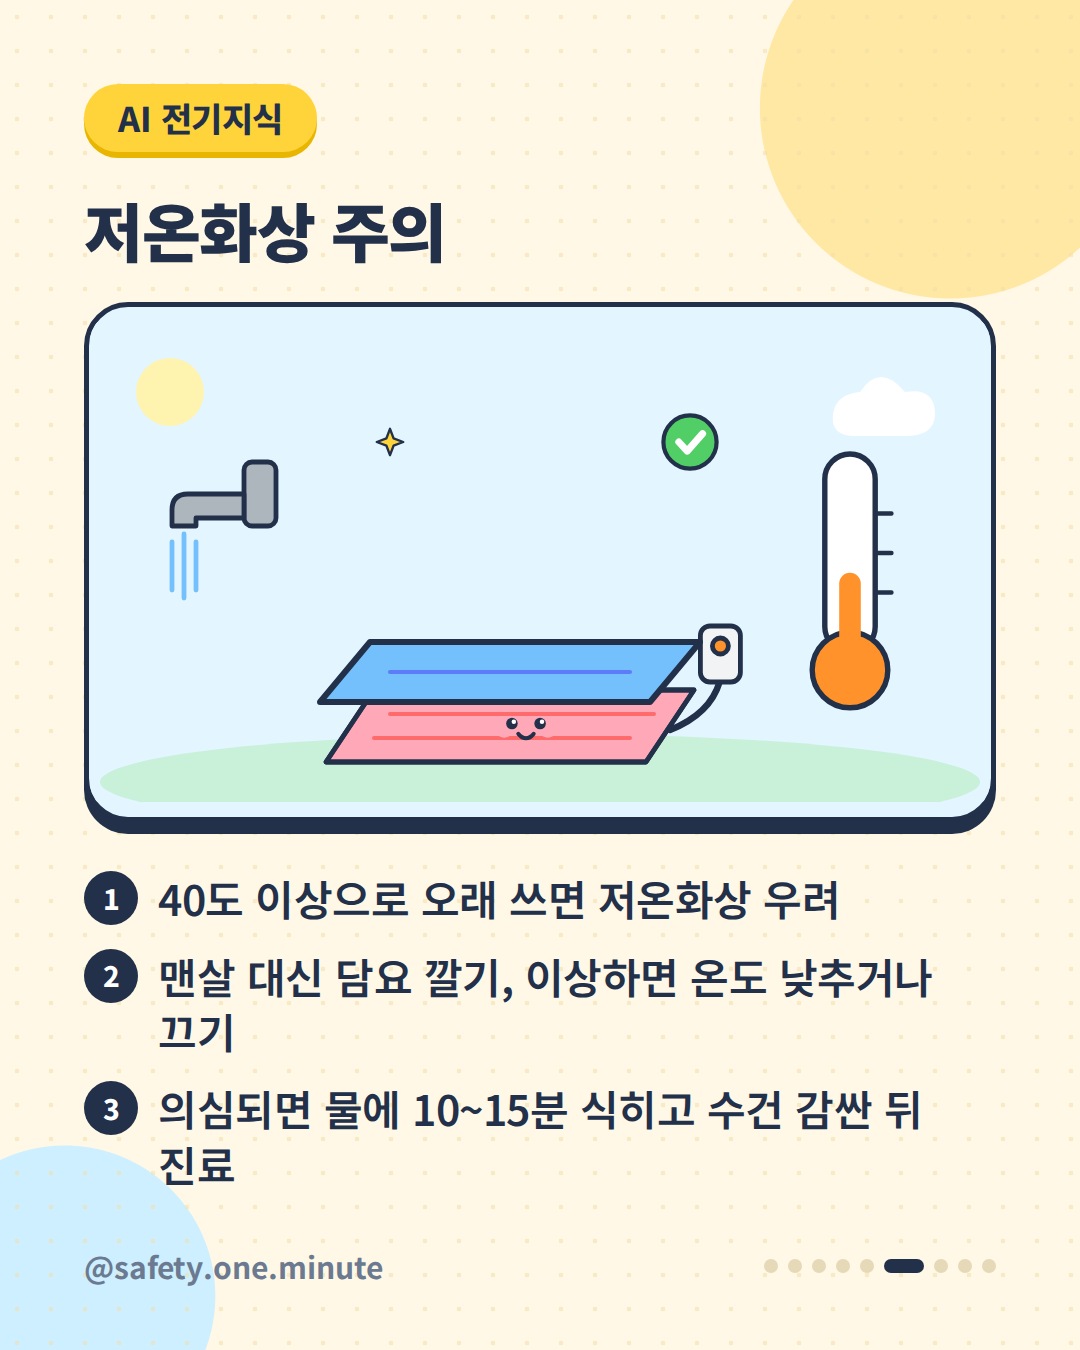 AI 전기지식
저온화상 주의
1 40도 이상으로 오래 쓰면 저온화상 우려
2 맨살 대신 담요 깔기, 이상하면 온도 낮추거나
끄기
3 의심되면 물에 10~15분 식히고 수건 감싼 뒤
진료
@safety.one.minute